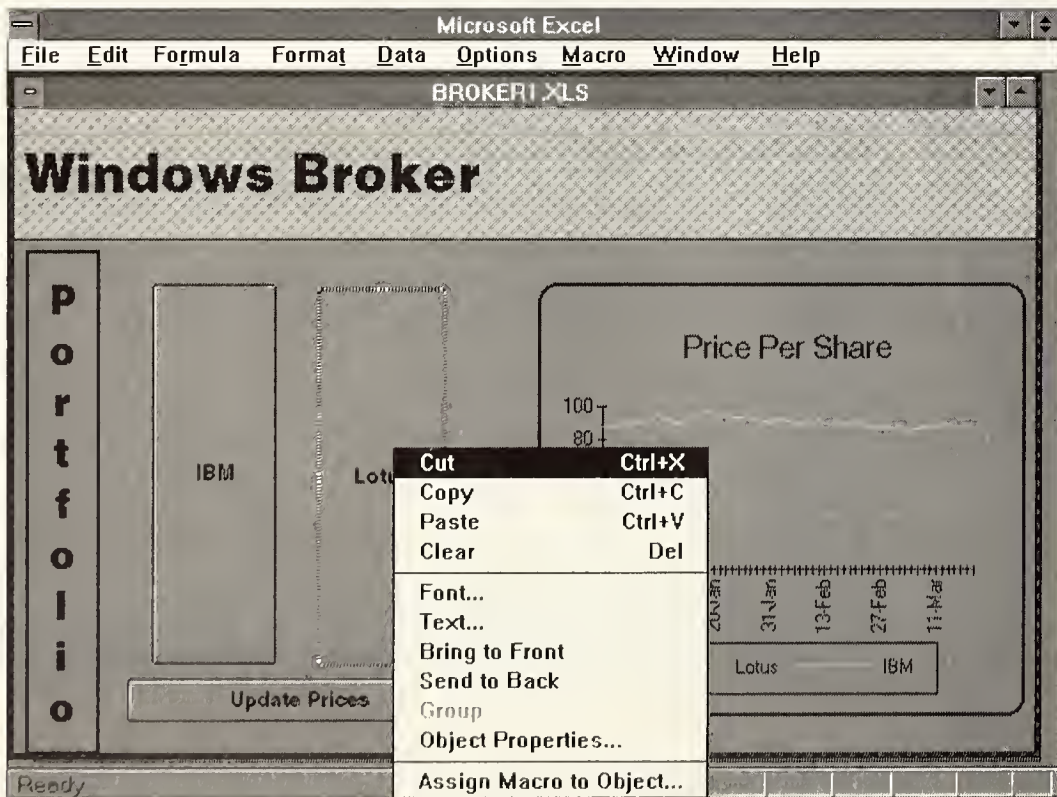 Microsoft Excel
File Edit Formula Format Data Options Macro Window Help
BROKER1.XLS
Windows Broker
Portfolio
IBM
Lotu
Update Prices
Price Per Share
100
80
20-Jan
31-Jan
13-Feb
27-Feb
11-Mar
Lotus IBM
Cut Ctrl+X
Copy Ctrl+C
Paste Ctrl+V
Clear Del
Font...
Text...
Bring to Front
Send to Back
Group
Object Properties...
Assign Macro to Object...
Ready